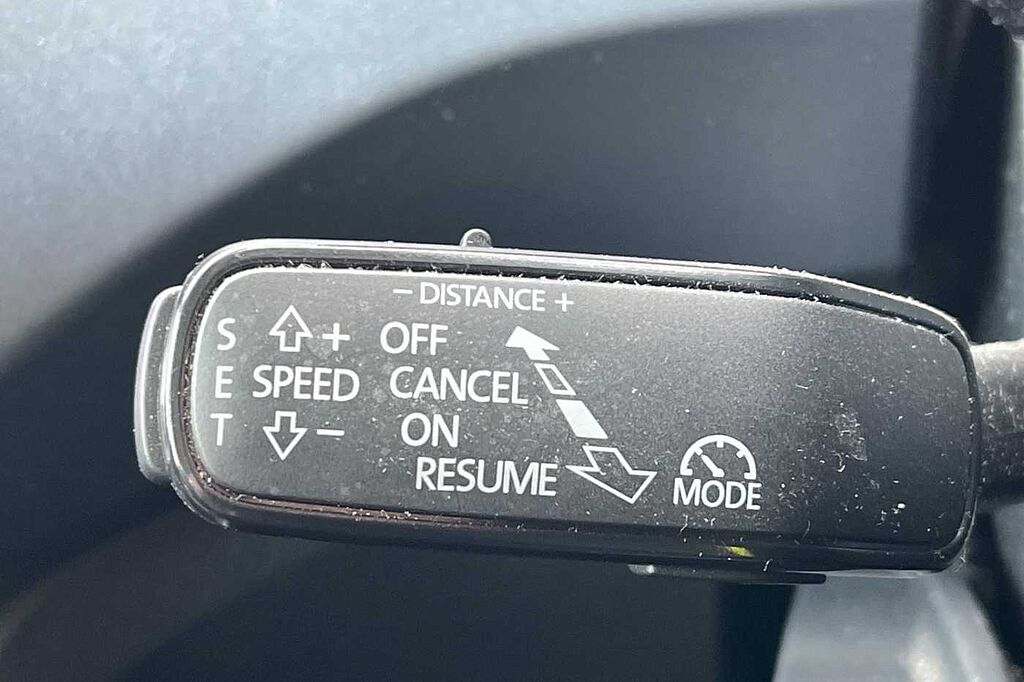 − DISTANCE +
S + OFF
E SPEED CANCEL
T − ON
RESUME
MODE